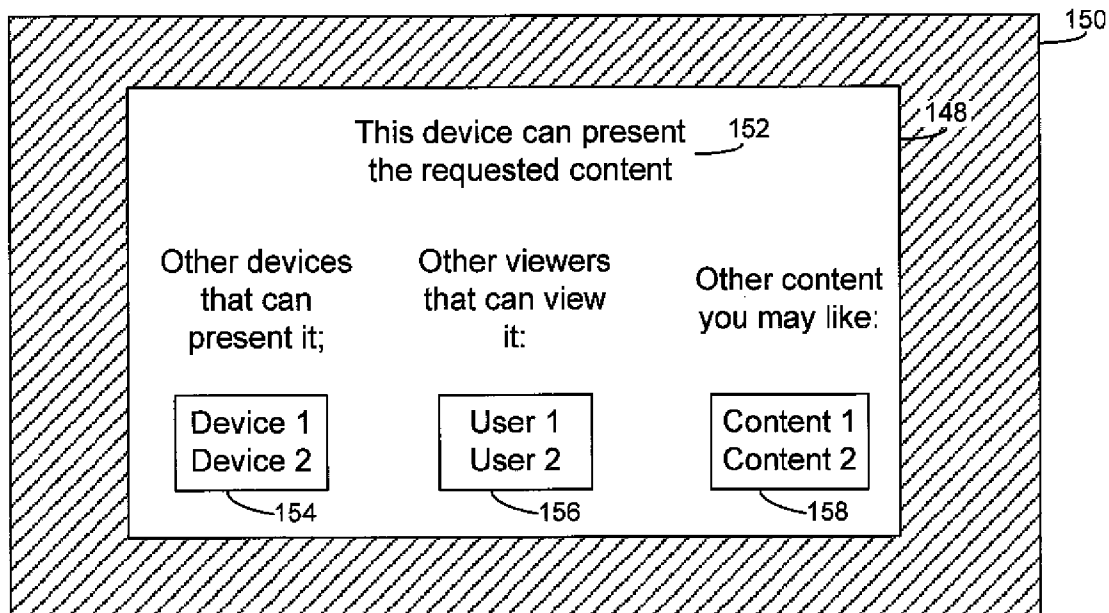 150
148
This device can present
the requested content
152
Other devices
that can
present it;
Device 1
Device 2
154
Other viewers
that can view
it:
User 1
User 2
156
Other content
you may like:
Content 1
Content 2
158